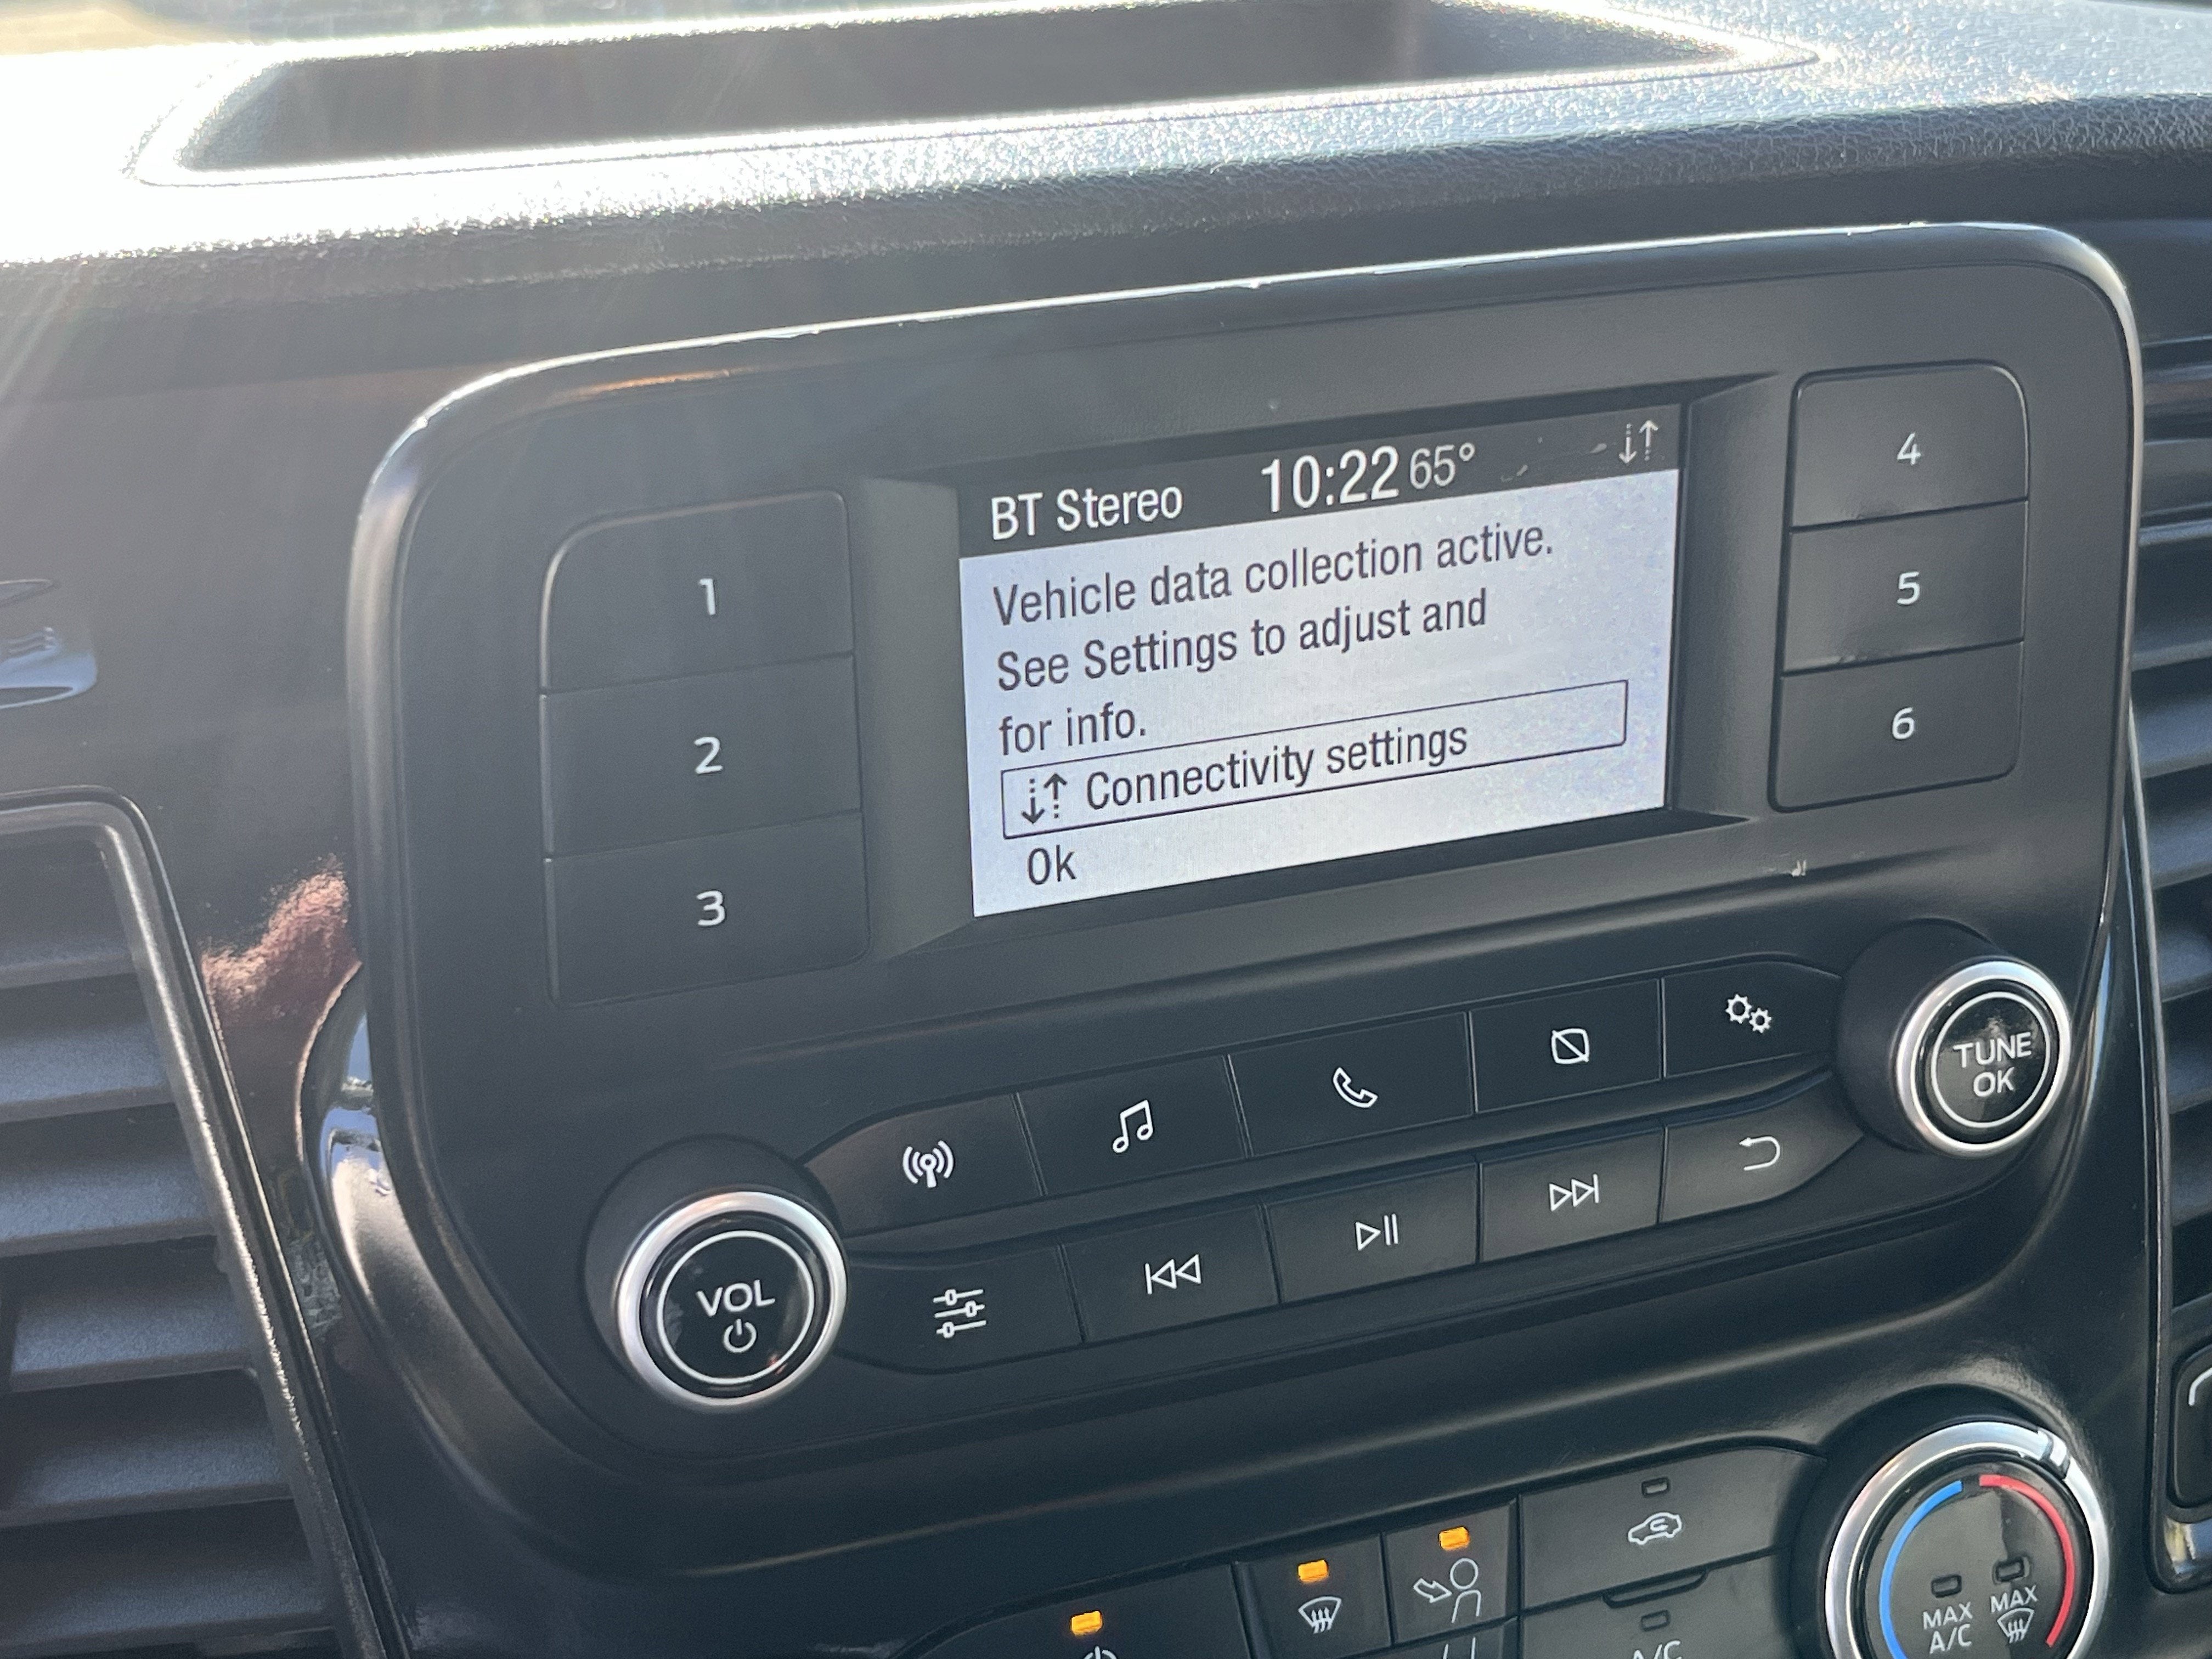 BT Stereo 10:22 65°
Vehicle data collection active.
See Settings to adjust and
for info.
Connectivity settings
Ok
1
2
3
4
5
6
VOL
TUNE
OK
MAX
A/C
MAX
A/C